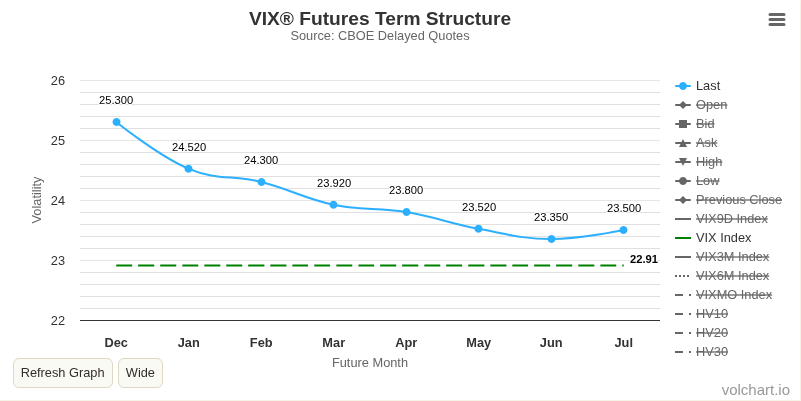 VIX® Futures Term Structure
Source: CBOE Delayed Quotes
Volatility
26
25
24
23
22
25.300
24.520
24.300
23.920
23.800
23.520
23.350
23.500
22.91
Dec
Jan
Feb
Mar
Apr
May
Jun
Jul
Future Month
Last
Open
Bid
Ask
High
Low
Previous Close
VIX9D Index
VIX Index
VIX3M Index
VIX6M Index
VIXMO Index
HV10
HV20
HV30
Refresh Graph
Wide
volchart.io